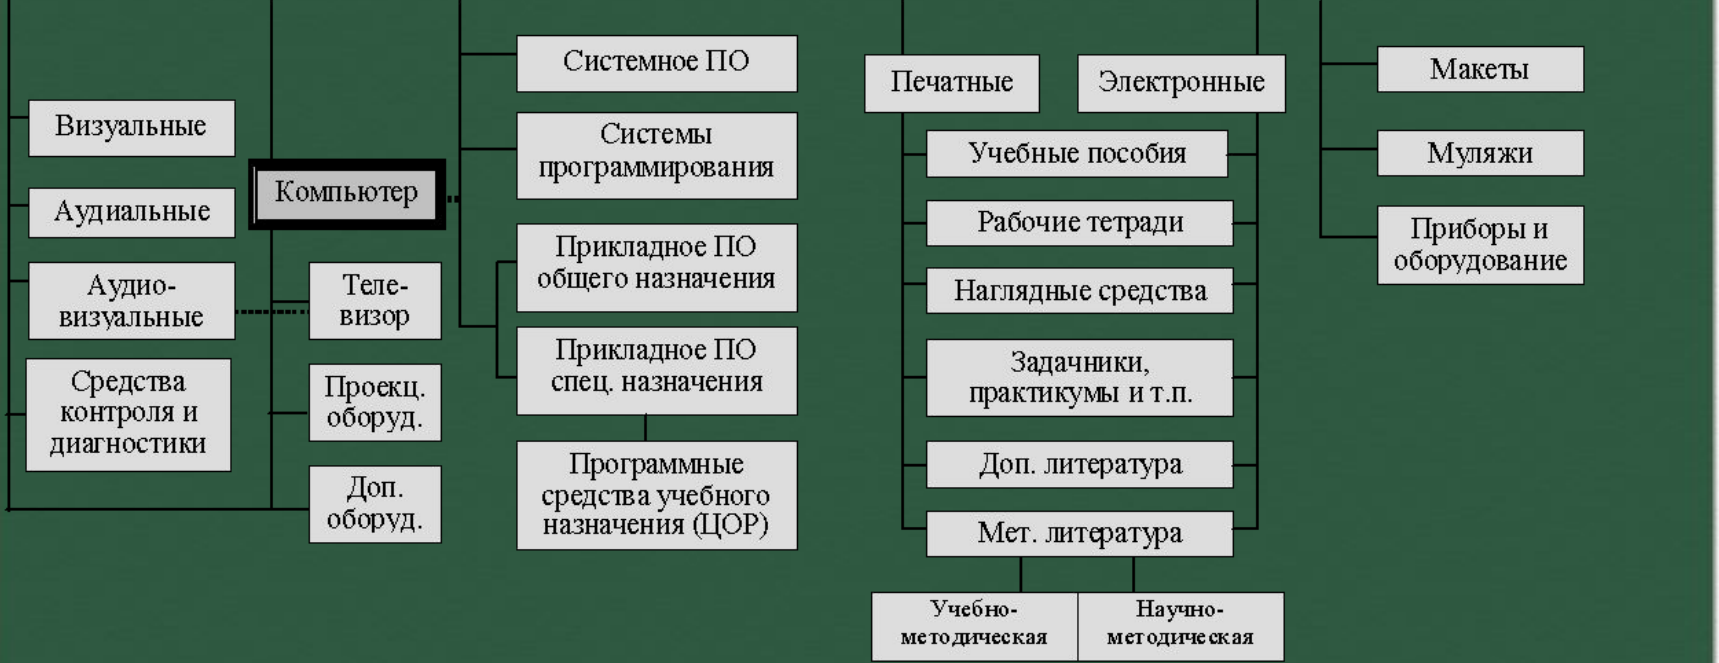 Визуальные
Аудиальные
Аудио-
визуальные
Средства
контроля и
диагностики
Компьютер
Теле-
визор
Проекц.
оборуд.
Доп.
оборуд.
Системное ПО
Системы
программирования
Прикладное ПО
общего назначения
Прикладное ПО
спец. назначения
Программные
средства учебного
назначения (ЦОР)
Печатные
Электронные
Учебные пособия
Рабочие тетради
Наглядные средства
Задачники,
практикумы и т.п.
Доп. литература
Мет. литература
Учебно-
методическая
Научно-
методическая
Макеты
Муляжи
Приборы и
оборудование